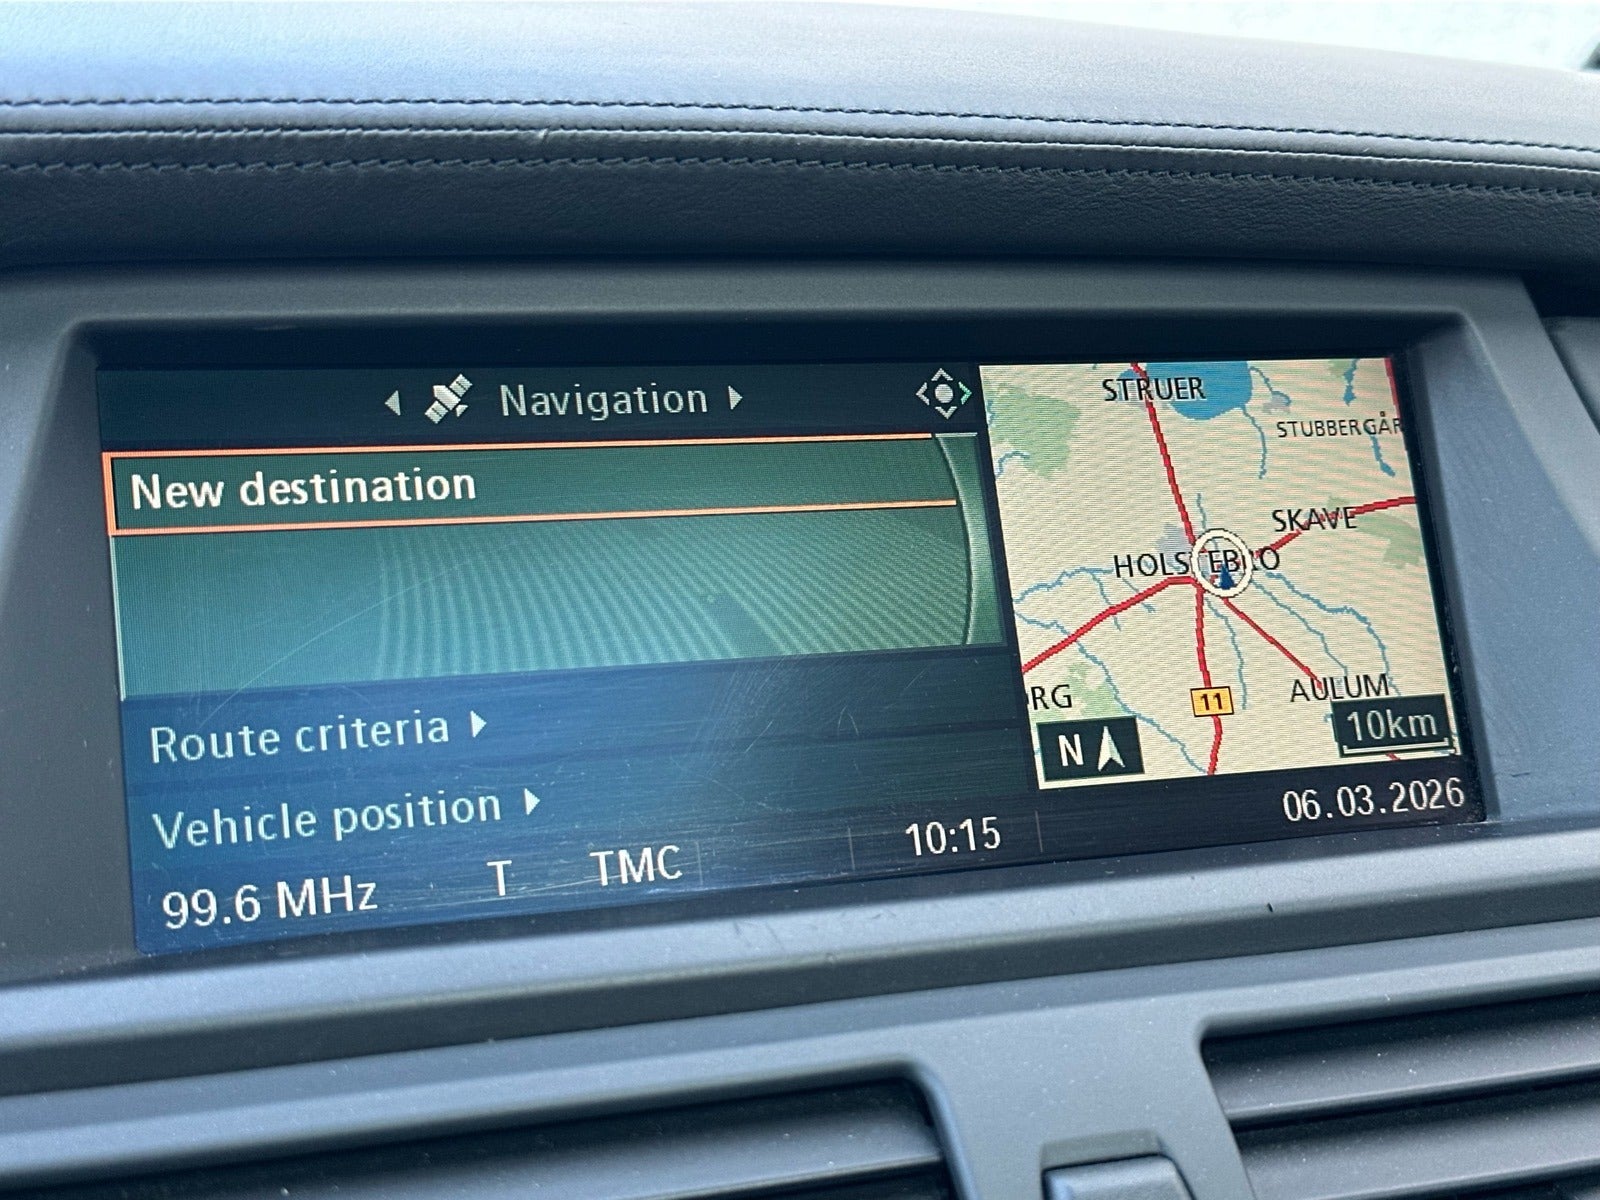 Navigation
New destination
Route criteria
Vehicle position
99.6 MHz T TMC 10:15 06.03.2026
STRUER
STUBBERGÅR
SKAVE
HOLSTEBRO
RG
AULUM
11
N
10km